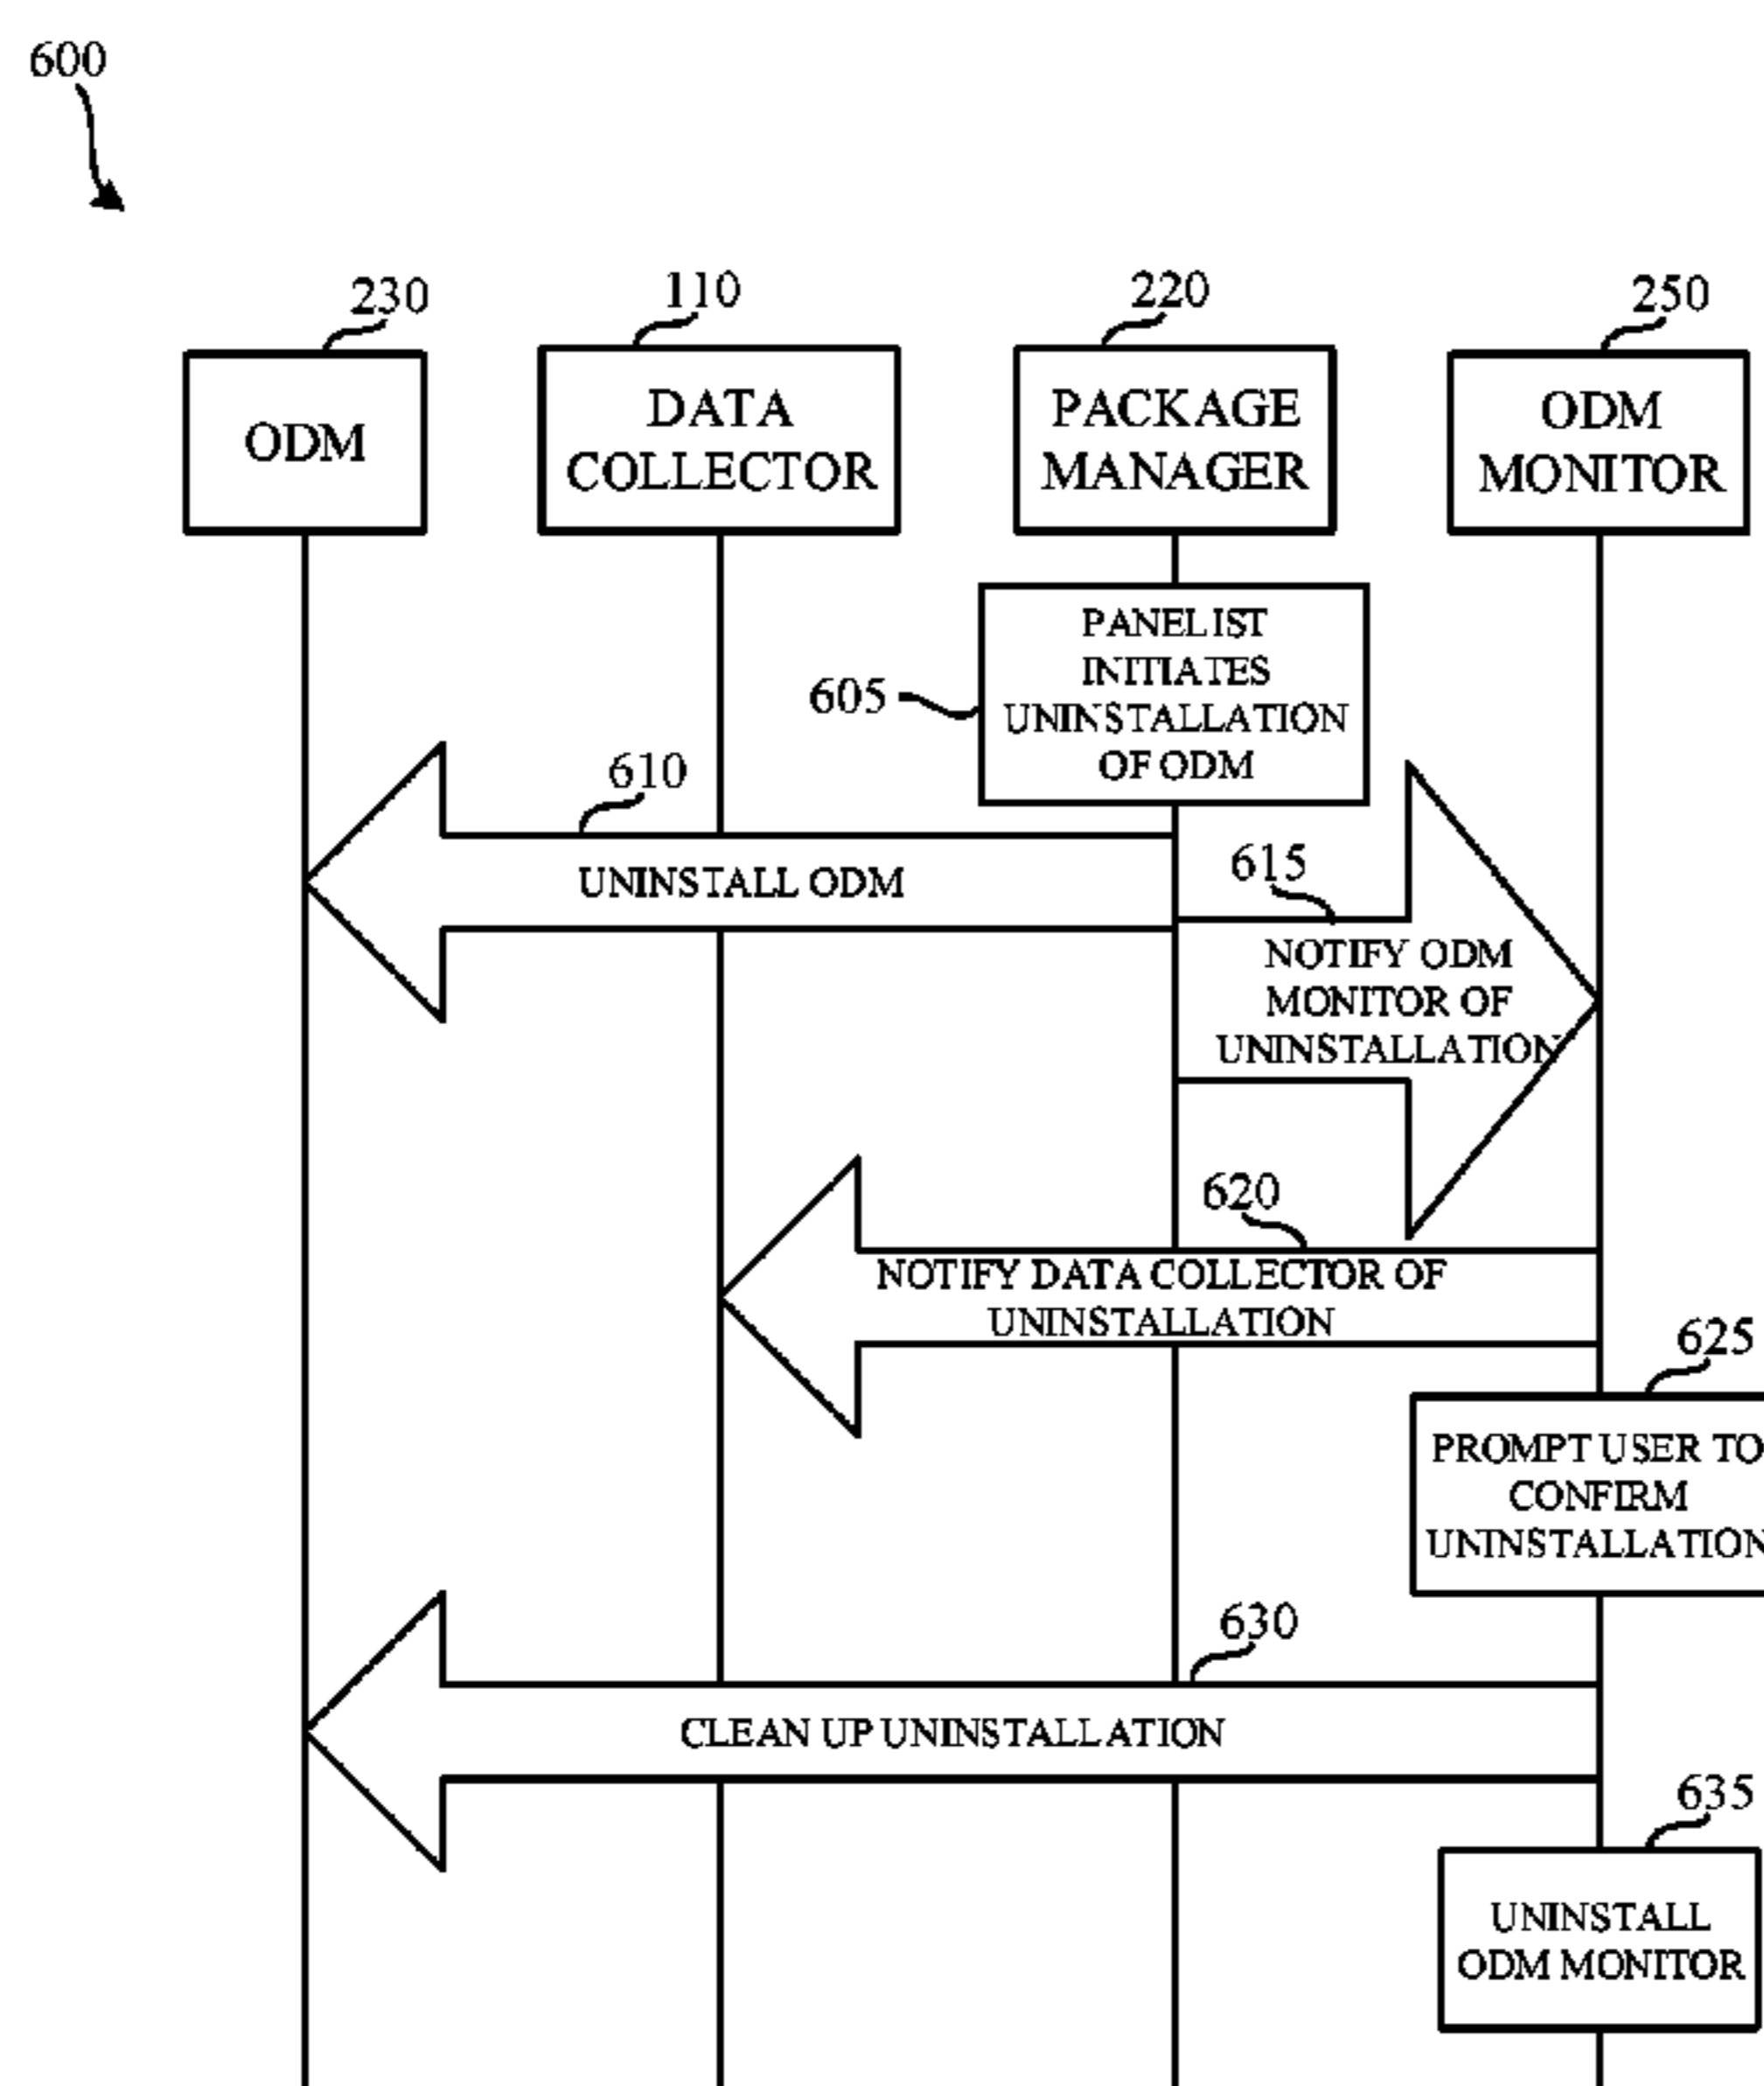 600
230
110
220
250
ODM
DATA
COLLECTOR
PACKAGE
MANAGER
ODM
MONITOR
605
PANELIST
INITIATES
UNINSTALLATION
OF ODM
610
UNINSTALL ODM
615
NOTIFY ODM
MONITOR OF
UNINSTALLATION
620
NOTIFY DATA COLLECTOR OF
UNINSTALLATION
625
PROMPT USER TO
CONFIRM
UNINSTALLATION
630
CLEAN UP UNINSTALLATION
635
UNINSTALL
ODM MONITOR